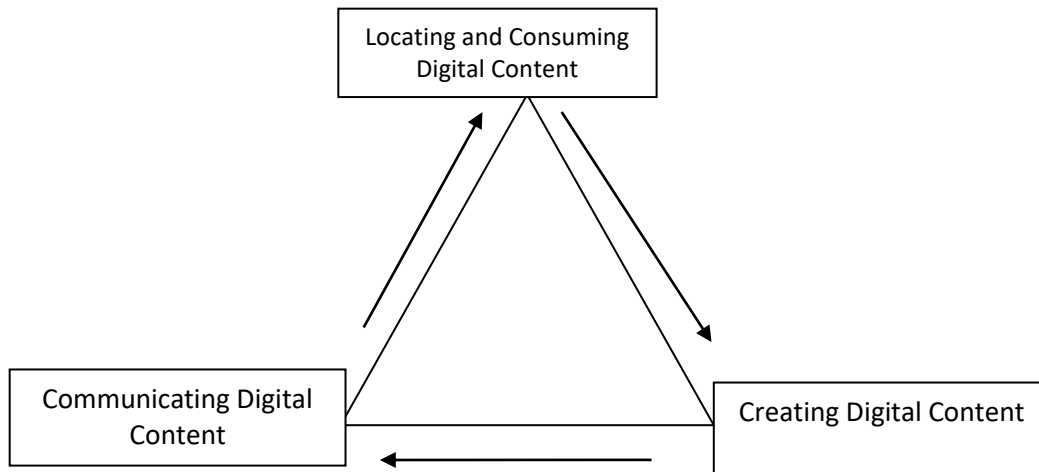 Locating and Consuming
Digital Content
Communicating Digital
Content
Creating Digital Content